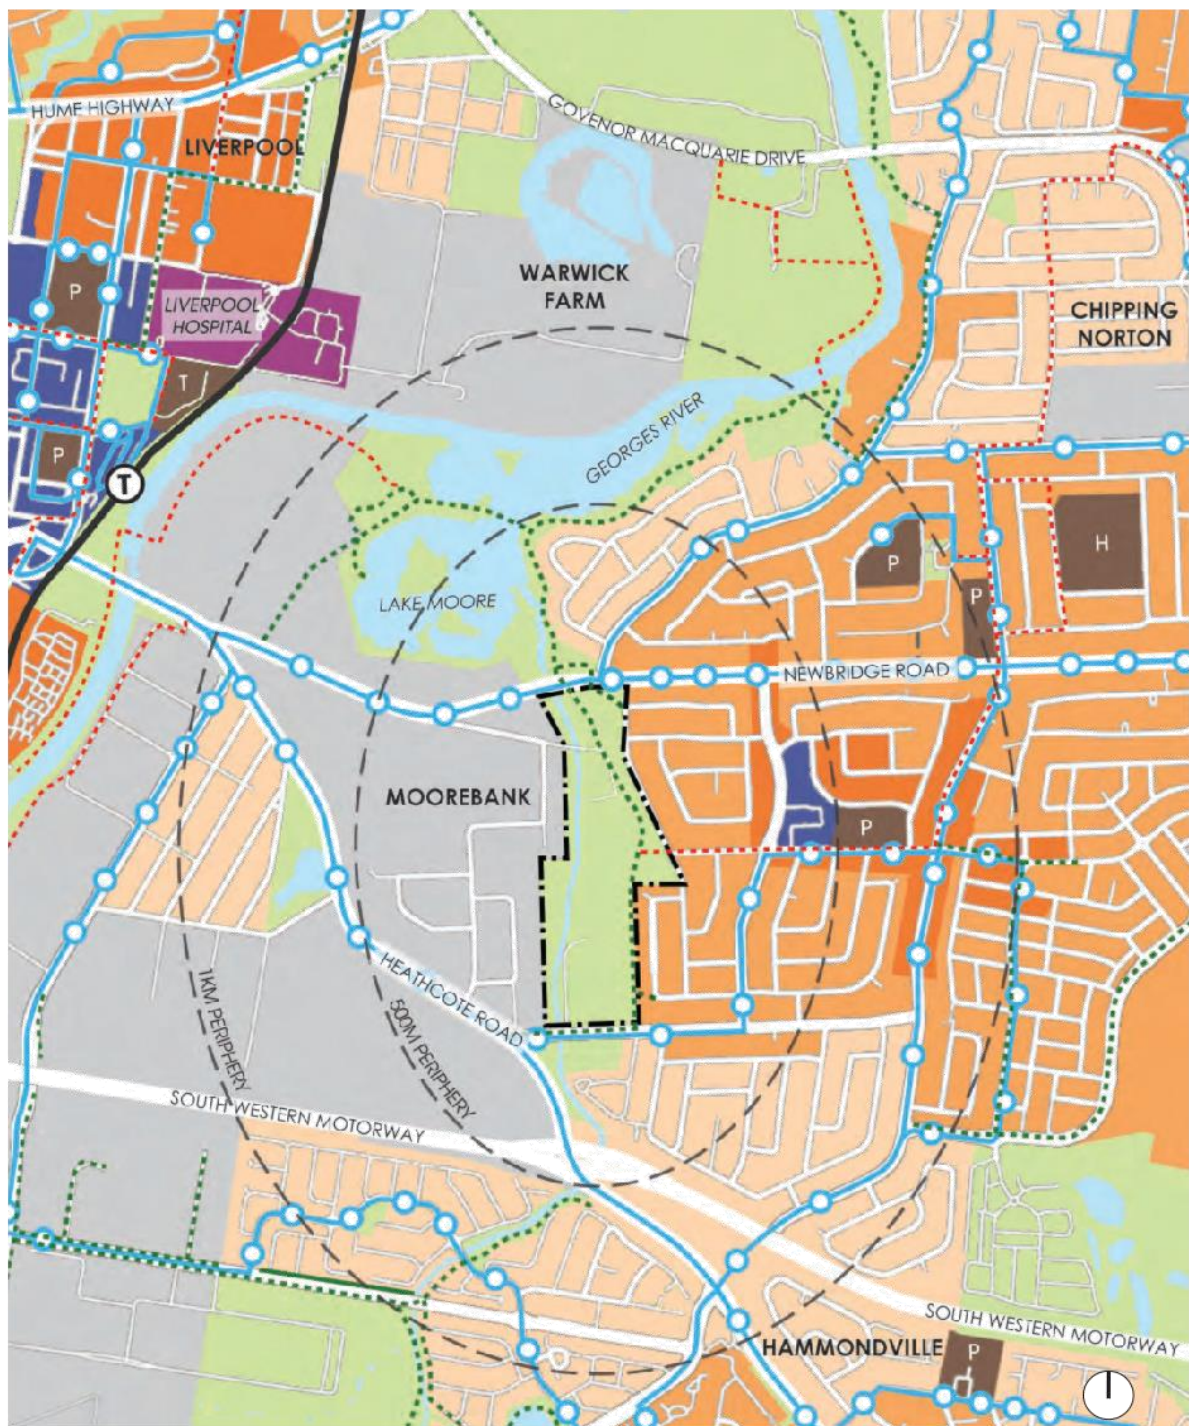 HUME HIGHWAY
LIVERPOOL
GOVENOR MACQUARIE DRIVE
WARWICK
FARM
P
LIVERPOOL
HOSPITAL
CHIPPING
NORTON
T
GEORGES RIVER
P
T
H
P
LAKE MOORE
P
NEWBRIDGE ROAD
MOOREBANK
P
HEATHCOTE ROAD
1KM PERIPHERY
500M PERIPHERY
SOUTH WESTERN MOTORWAY
SOUTH WESTERN MOTORWAY
HAMMONDVILLE
P